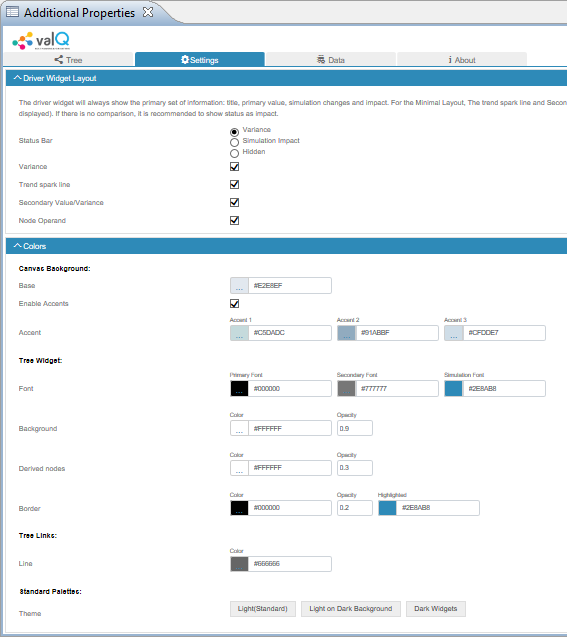 Additional Properties
valQ
Tree
Settings
Data
i About
Driver Widget Layout
The driver widget will always show the primary set of information: title, primary value, simulation changes and impact. For the Minimal Layout, The trend spark line and Secon
displayed). If there is no comparison, it is recommended to show status as impact.
Status Bar
Variance
Simulation Impact
Hidden
Variance
Trend spark line
Secondary Value/Variance
Node Operand
Colors
Canvas Background:
Base ... #E2E8EF
Enable Accents
Accent 1 Accent 2 Accent 3
Accent ... #C5DADC ... #91ABBF ... #CFDDE7
Tree Widget:
Primary Font Secondary Font Simulation Font
Font ... #000000 #777777 ... #2E8AB8
Color Opacity
Background ... #FFFFFF 0.9
Color Opacity
Derived nodes ... #FFFFFF 0.3
Color Opacity Highlighted
Border ... #000000 0.2 #2E8AB8
Tree Links:
Color
Line #666666
Standard Palettes:
Theme Light(Standard) Light on Dark Background Dark Widgets